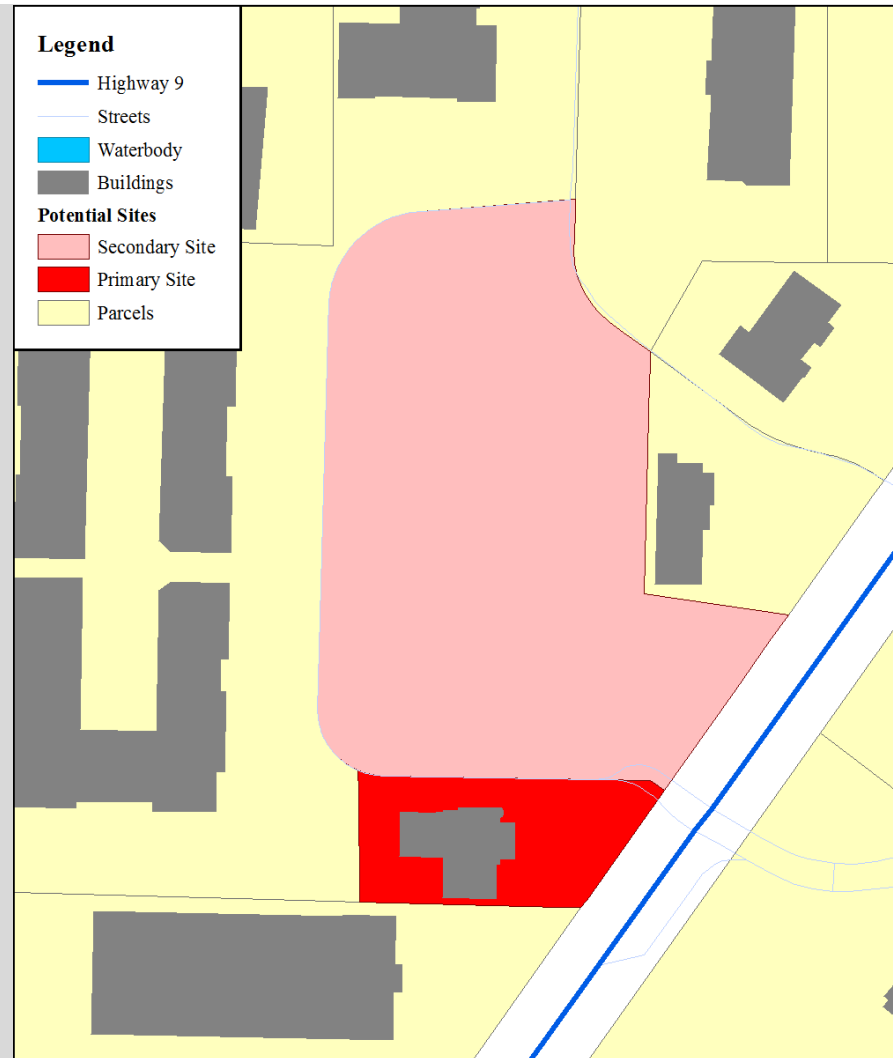 Legend
Highway 9
Streets
Waterbody
Buildings
Potential Sites
Secondary Site
Primary Site
Parcels